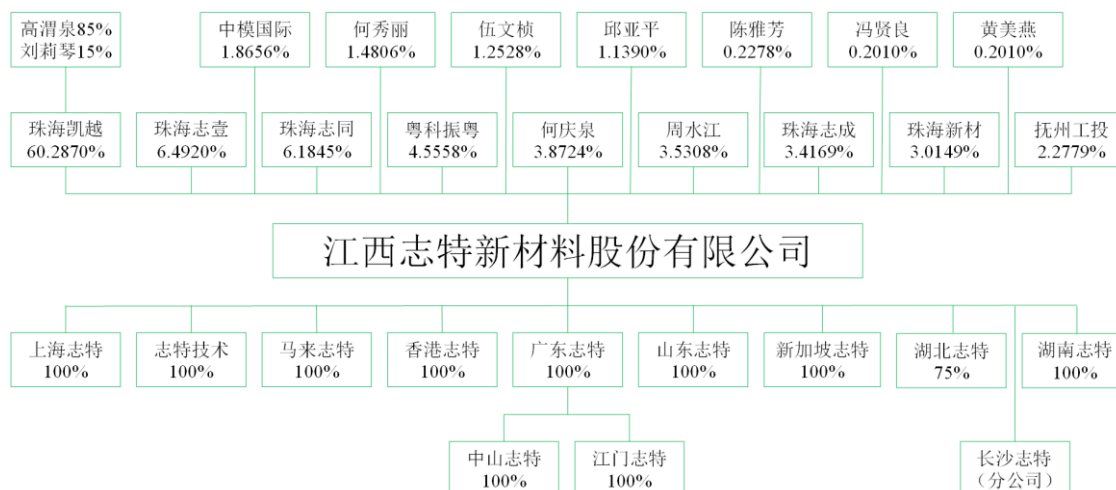 高渭泉85%
刘莉琴15%
中模国际
1.8656%
何秀丽
1.4806%
伍文桢
1.2528%
邱亚平
1.1390%
陈雅芳
0.2278%
冯贤良
0.2010%
黄美燕
0.2010%
珠海凯越
60.2870%
珠海志壹
6.4920%
珠海志同
6.1845%
粤科振粤
4.5558%
何庆泉
3.8724%
周水江
3.5308%
珠海志成
3.4169%
珠海新材
3.0149%
抚州工投
2.2779%
江西志特新材料股份有限公司
上海志特
100%
志特技术
100%
马来志特
100%
香港志特
100%
广东志特
100%
山东志特
100%
新加坡志特
100%
湖北志特
75%
湖南志特
100%
中山志特
100%
江门志特
100%
长沙志特
（分公司）